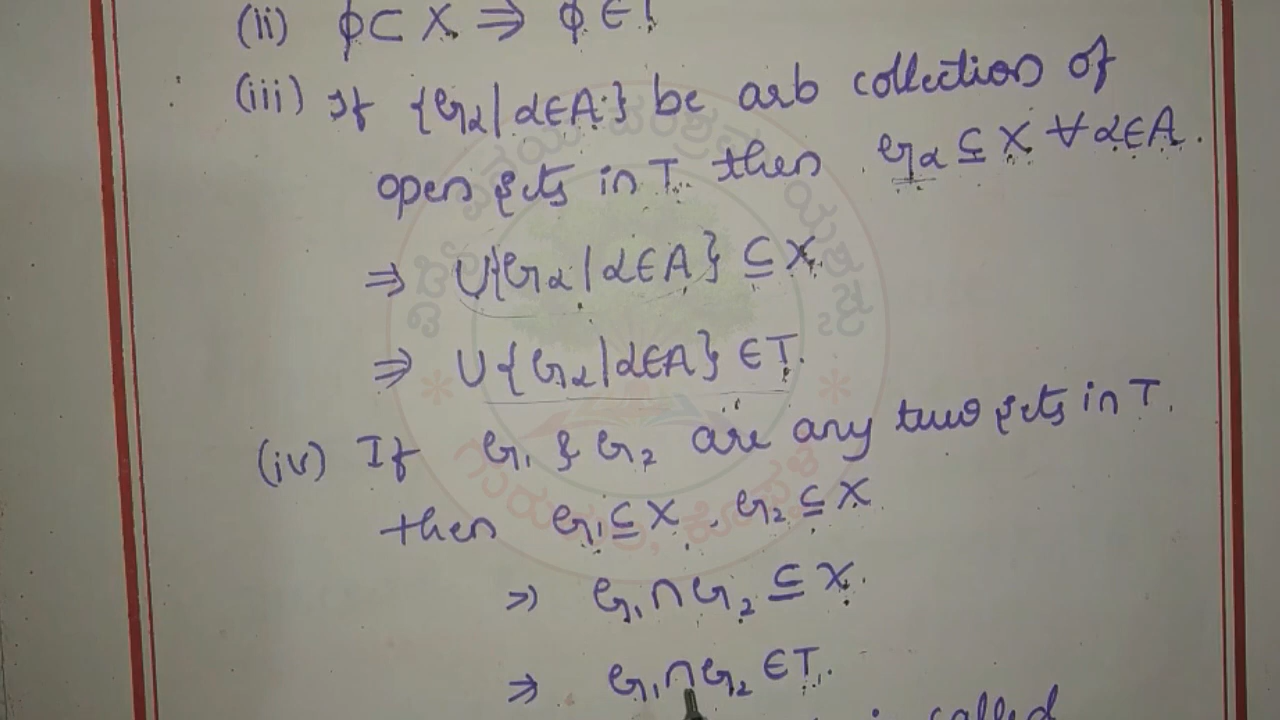 (ii) ϕ⊂ X ⇒ ϕ ∈
(iii) If {Gα | α∈A} be arb collection of
open sets in T. then Gα ⊆ X ∀ α∈A.
⇒ ∪{Gα | α∈A} ⊆ X.
⇒ ∪{Gα | α∈A} ∈ T.
(iv) If G₁ & G₂ are any two sets in T.
then G₁ ⊆ X, G₂ ⊆ X
⇒ G₁∩G₂ ⊆ X.
⇒ G₁∩G₂ ∈ T.
is called